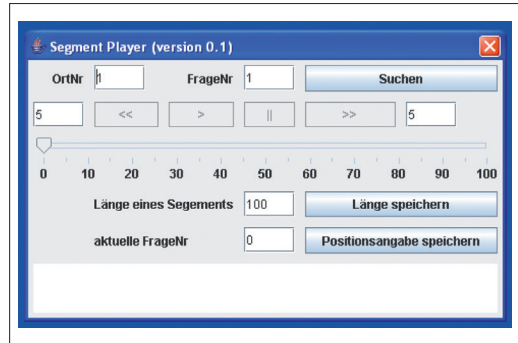 Segment Player (version 0.1)
OrtNr 1 FrageNr 1 Suchen
5 << > || >> 5
0 10 20 30 40 50 60 70 80 90 100
Länge eines Segements 100 Länge speichern
aktuelle FrageNr 0 Positionsangabe speichern